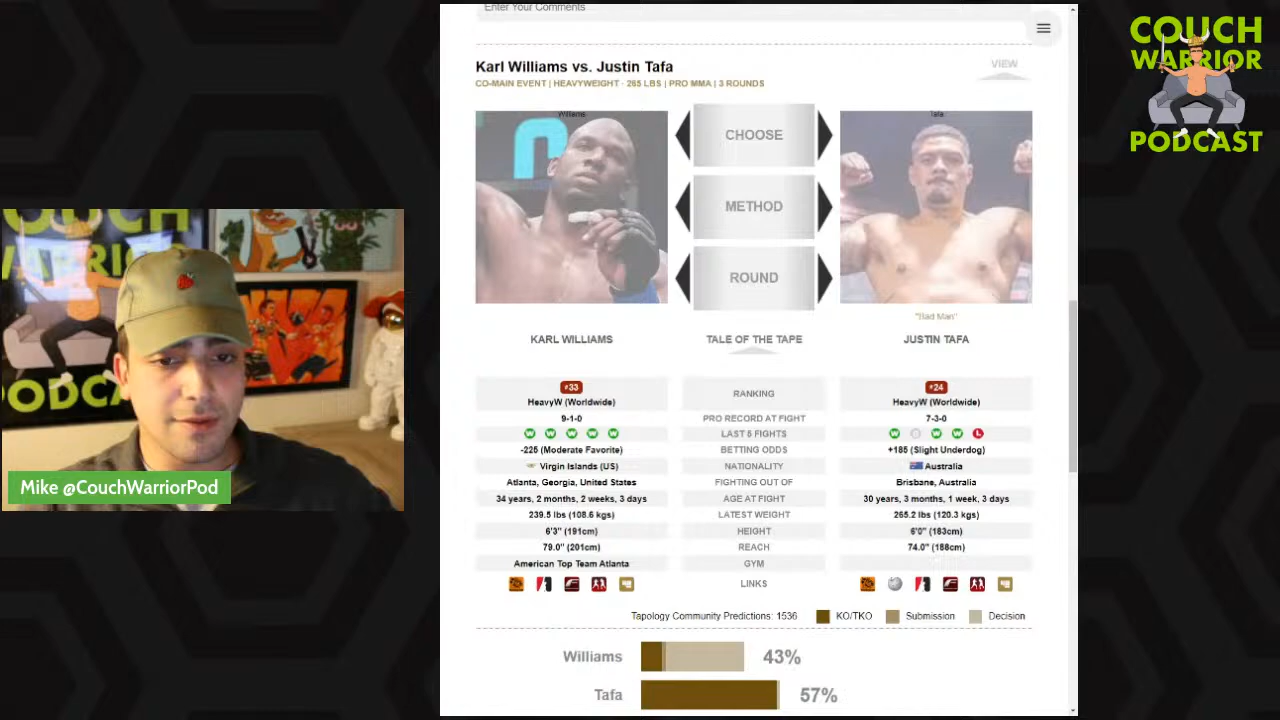 Enter Your Comments
COUCH
WARRIOR
PODCAST
Karl Williams vs. Justin Tafa
VIEW
CO-MAIN EVENT | HEAVYWEIGHT · 265 LBS | PRO MMA | 3 ROUNDS
Williams
CHOOSE
Tafa
METHOD
ROUND
"Bad Man"
KARL WILLIAMS
TALE OF THE TAPE
JUSTIN TAFA
#33
RANKING
#24
HeavyW (Worldwide)
HeavyW (Worldwide)
9-1-0
PRO RECORD AT FIGHT
7-3-0
W W W W W
LAST 5 FIGHTS
W W W L
-225 (Moderate Favorite)
BETTING ODDS
+185 (Slight Underdog)
Virgin Islands (US)
NATIONALITY
Australia
Atlanta, Georgia, United States
FIGHTING OUT OF
Brisbane, Australia
34 years, 2 months, 2 weeks, 3 days
AGE AT FIGHT
30 years, 3 months, 1 week, 3 days
239.5 lbs (108.6 kgs)
LATEST WEIGHT
265.2 lbs (120.3 kgs)
6'3" (191cm)
HEIGHT
6'0" (183cm)
79.0" (201cm)
REACH
74.0" (188cm)
American Top Team Atlanta
GYM
LINKS
Tapology Community Predictions: 1536
KO/TKO
Submission
Decision
Williams
43%
Tafa
57%
Mike @CouchWarriorPod